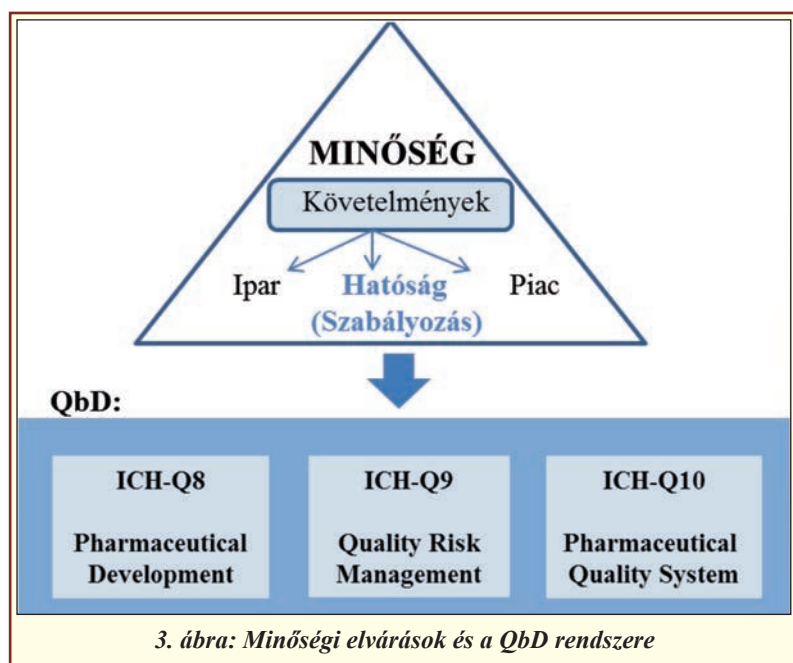 MINŐSÉG
Követelmények
Ipar Hatóság Piac
(Szabályozás)
QbD:
ICH-Q8 ICH-Q9 ICH-Q10
Pharmaceutical Quality Risk Pharmaceutical
Development Management Quality System
3. ábra: Minőségi elvárások és a QbD rendszere